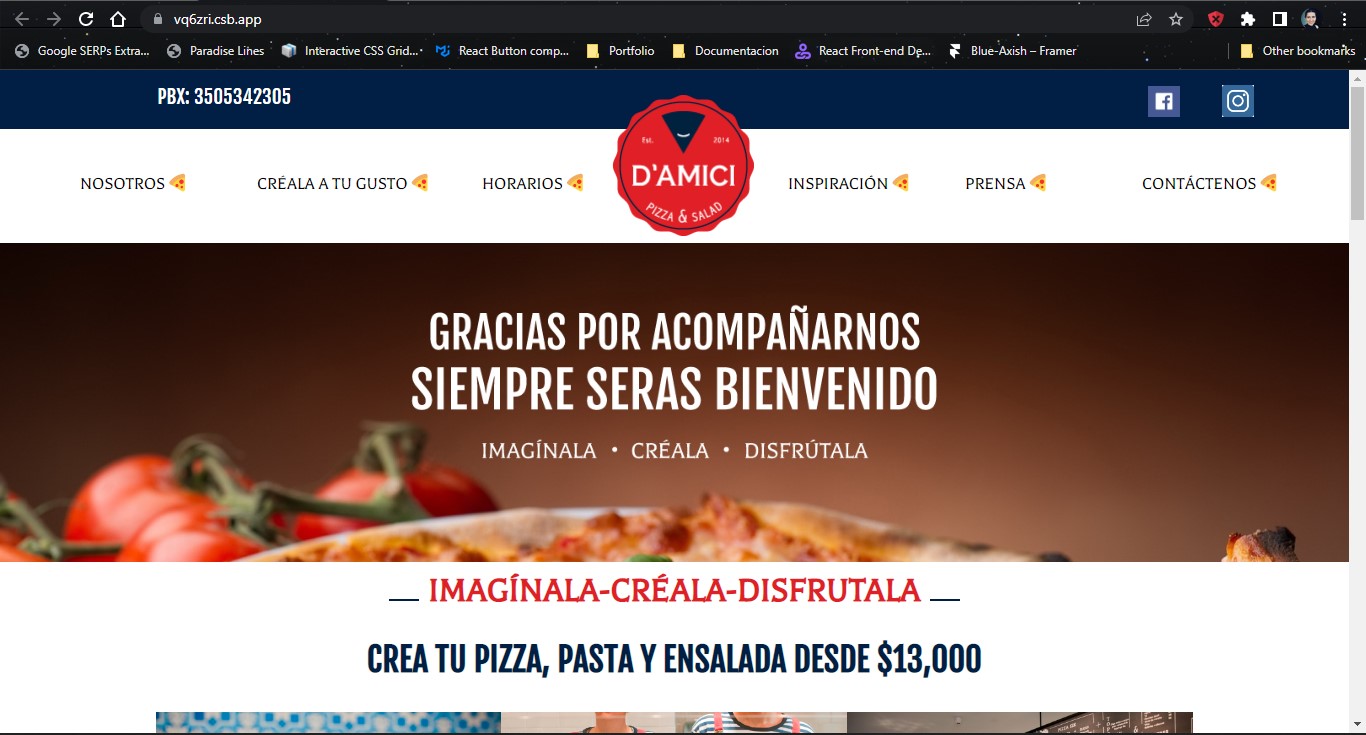 vq6zri.csb.app
Google SERPs Extra...
Paradise Lines
Interactive CSS Grid...
React Button comp...
Portfolio
Documentacion
React Front-end De...
Blue-Axish – Framer
Other bookmarks
PBX: 3505342305
Est. 2014
D'AMICI
PIZZA & SALAD
NOSOTROS
CRÉALA A TU GUSTO
HORARIOS
INSPIRACIÓN
PRENSA
CONTÁCTENOS
GRACIAS POR ACOMPAÑARNOS
SIEMPRE SERAS BIENVENIDO
IMAGÍNALA • CRÉALA • DISFRÚTALA
IMAGÍNALA-CRÉALA-DISFRUTALA
CREA TU PIZZA, PASTA Y ENSALADA DESDE $13,000